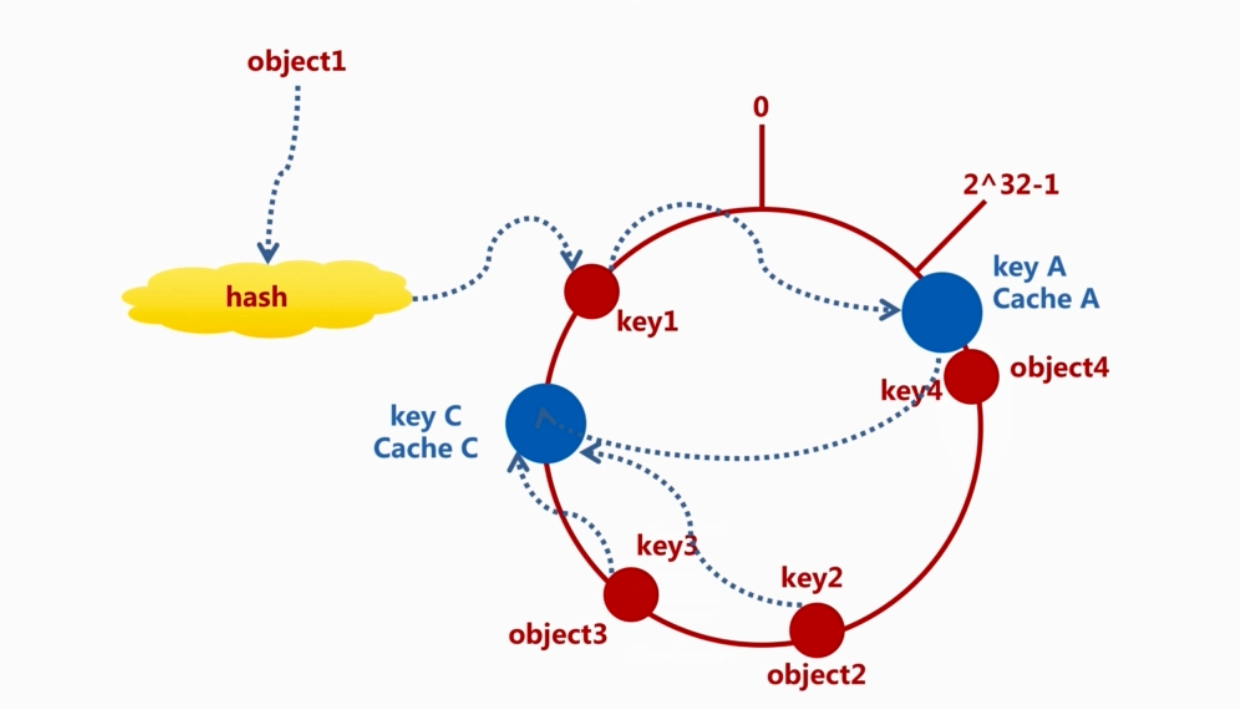 object1
0
2^32-1
hash
key1
key A
Cache A
object4
key4
key C
Cache C
key3
key2
object3
object2